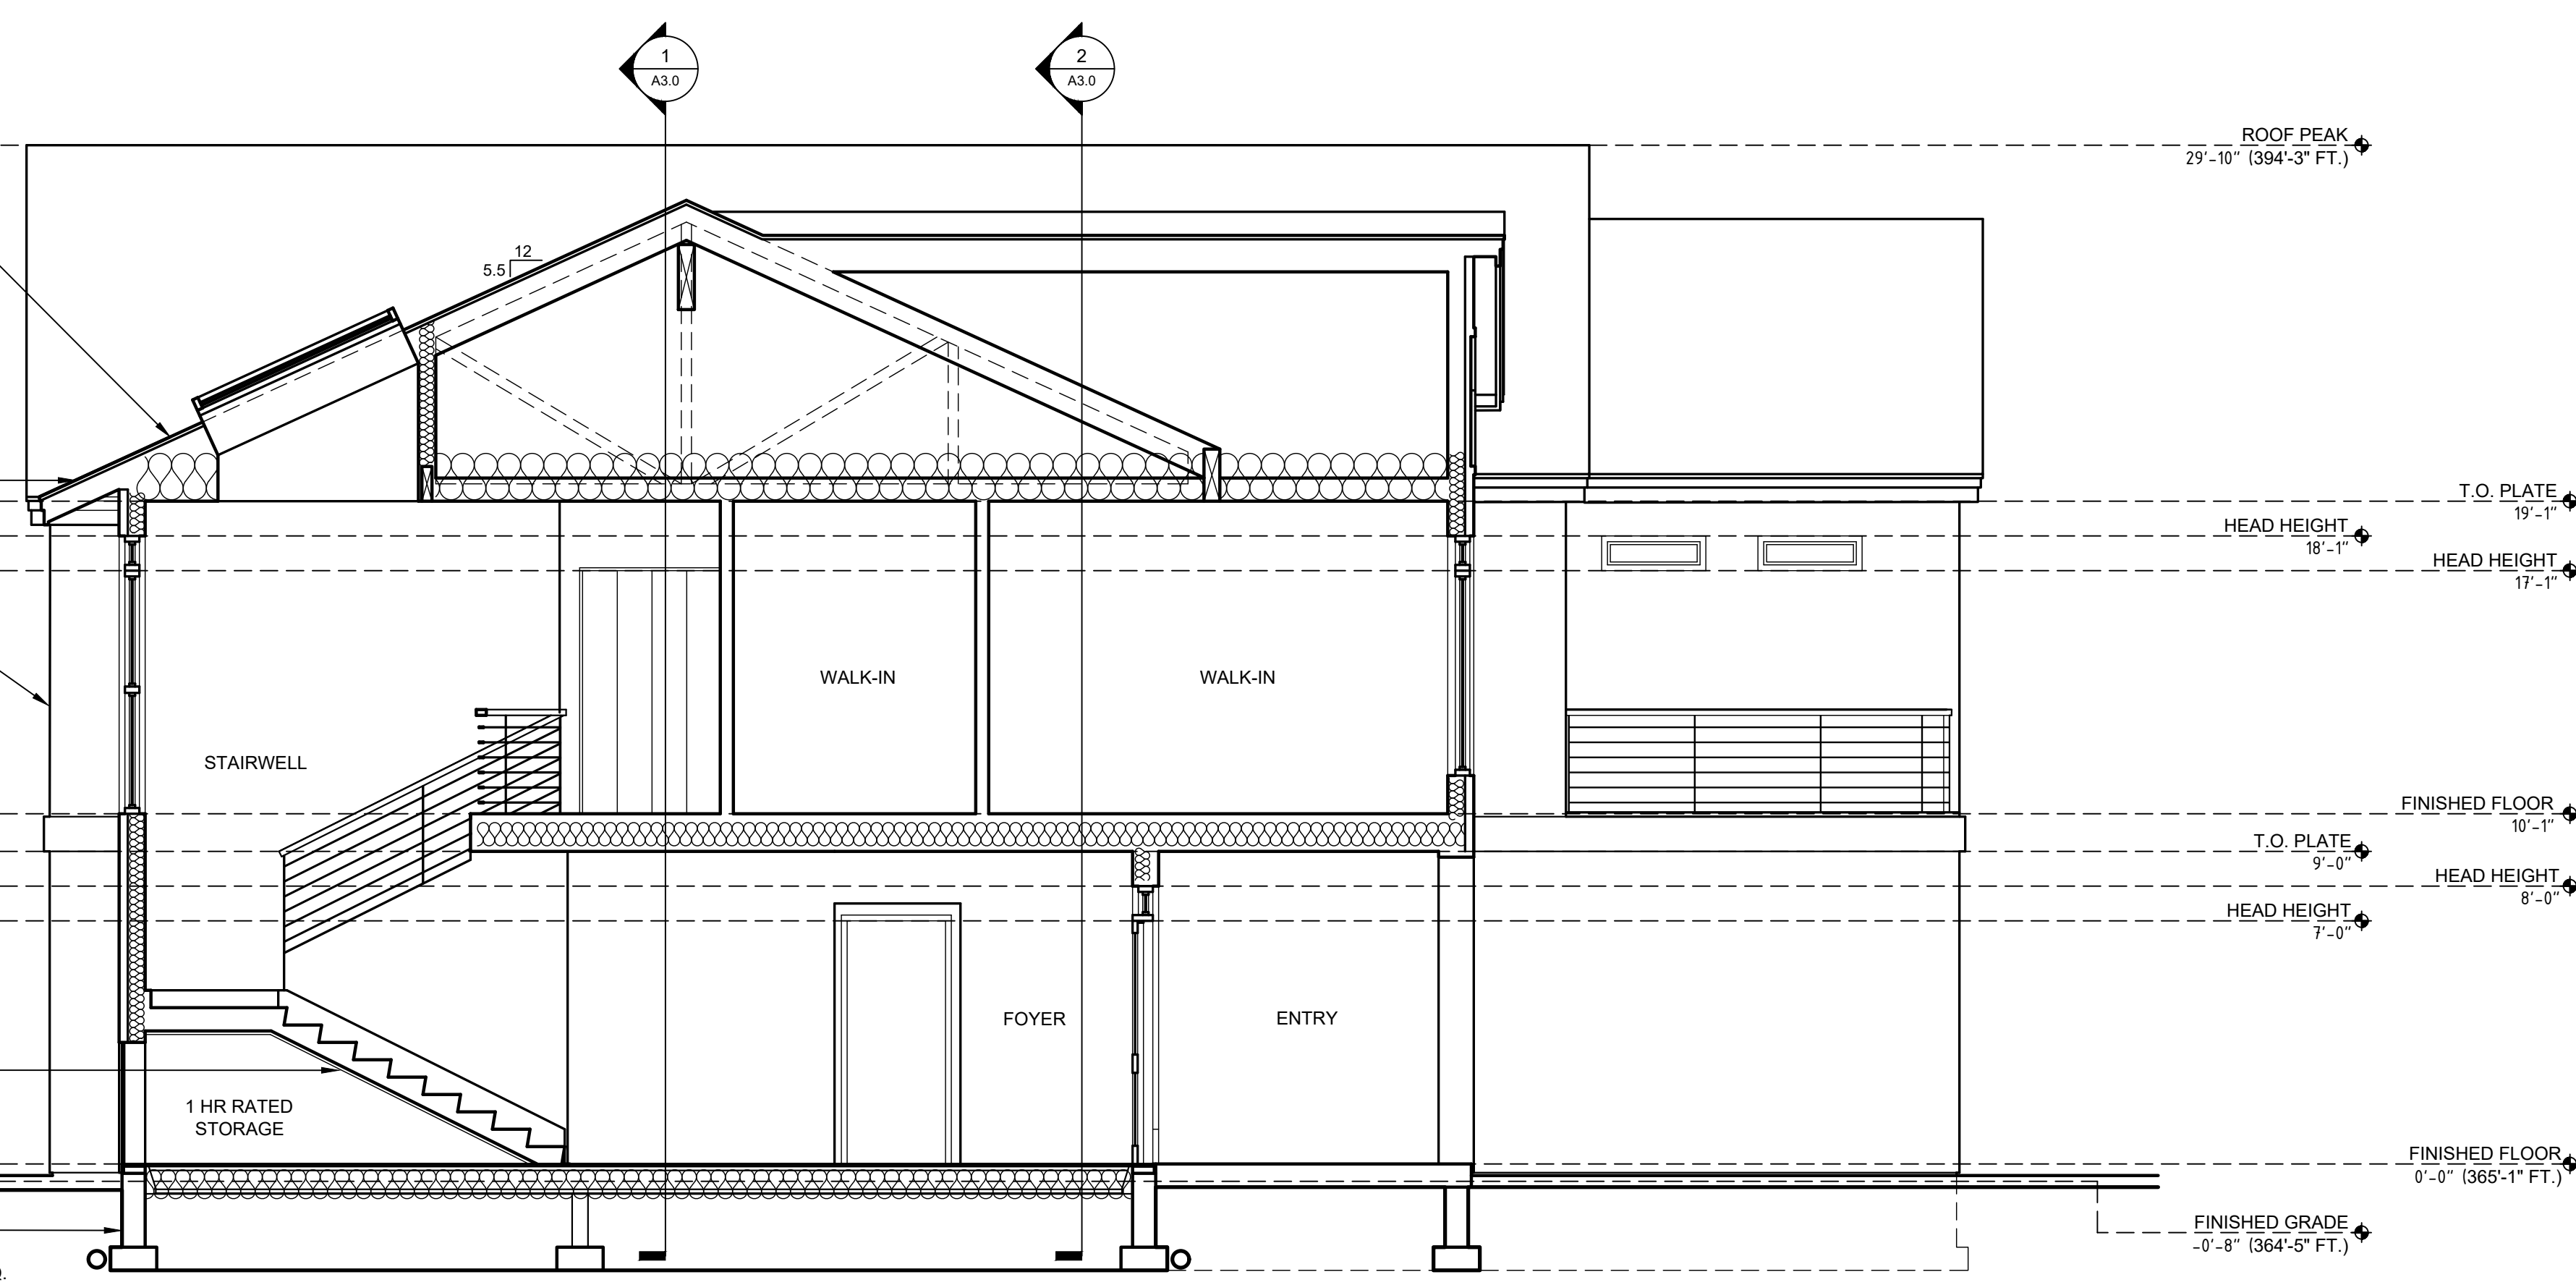 1
A3.0
2
A3.0
ROOF PEAK
29'-10" (394'-3" FT.)
12
5.5
T.O. PLATE
19'-1"
HEAD HEIGHT
18'-1"
HEAD HEIGHT
17'-1"
WALK-IN
WALK-IN
STAIRWELL
FINISHED FLOOR
10'-1"
T.O. PLATE
9'-0"
HEAD HEIGHT
8'-0"
HEAD HEIGHT
7'-0"
FOYER
ENTRY
1 HR RATED
STORAGE
FINISHED FLOOR
0'-0" (365'-1" FT.)
FINISHED GRADE
-0'-8" (364'-5" FT.)